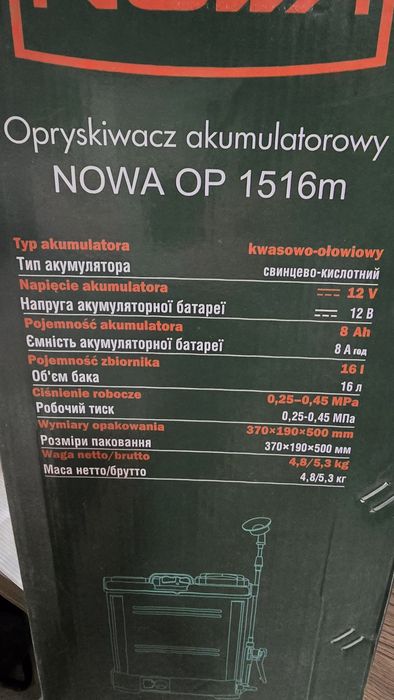 Opryskiwacz akumulatorowy
NOWA OP 1516m
Typ akumulatora kwasowo-ołowiowy
Тип акумулятора свинцево-кислотний
Napięcie akumulatora 12 V
Напруга акумуляторної батареї 12 В
Pojemność akumulatora 8 Ah
Ємність акумуляторної батареї 8 А год
Pojemność zbiornika 16 l
Об'єм бака 16 л
Ciśnienie robocze 0,25–0,45 MPa
Робочий тиск 0,25-0,45 МПа
Wymiary opakowania 370×190×500 mm
Розміри паковання 370×190×500 мм
Waga netto/brutto 4,8/5,3 kg
Маса нетто/брутто 4,8/5,3 кг